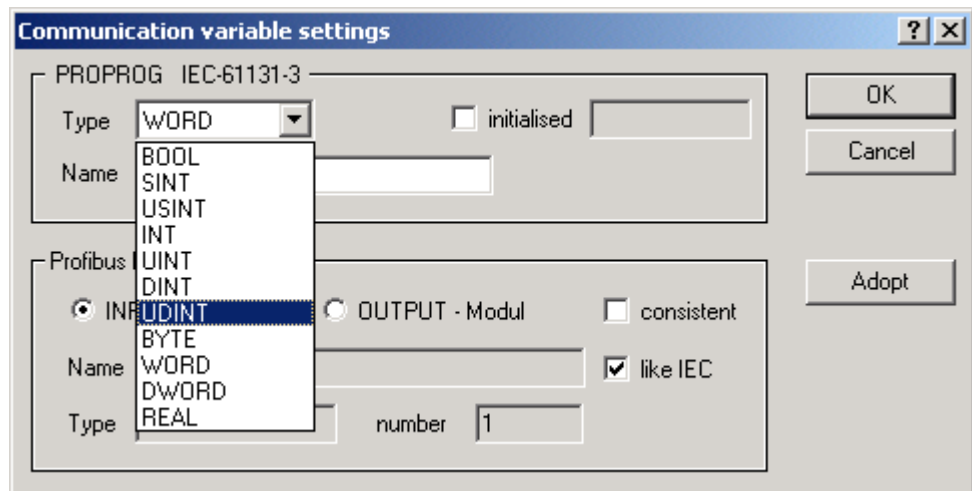 Communication variable settings
PROPROG IEC-61131-3
Type WORD initialised
Name
BOOL
SINT
USINT
INT
UINT
DINT
UDINT
BYTE
WORD
DWORD
REAL
OK
Cancel
Profibus
OUTPUT - Modul consistent
Name like IEC
Type number 1
Adopt